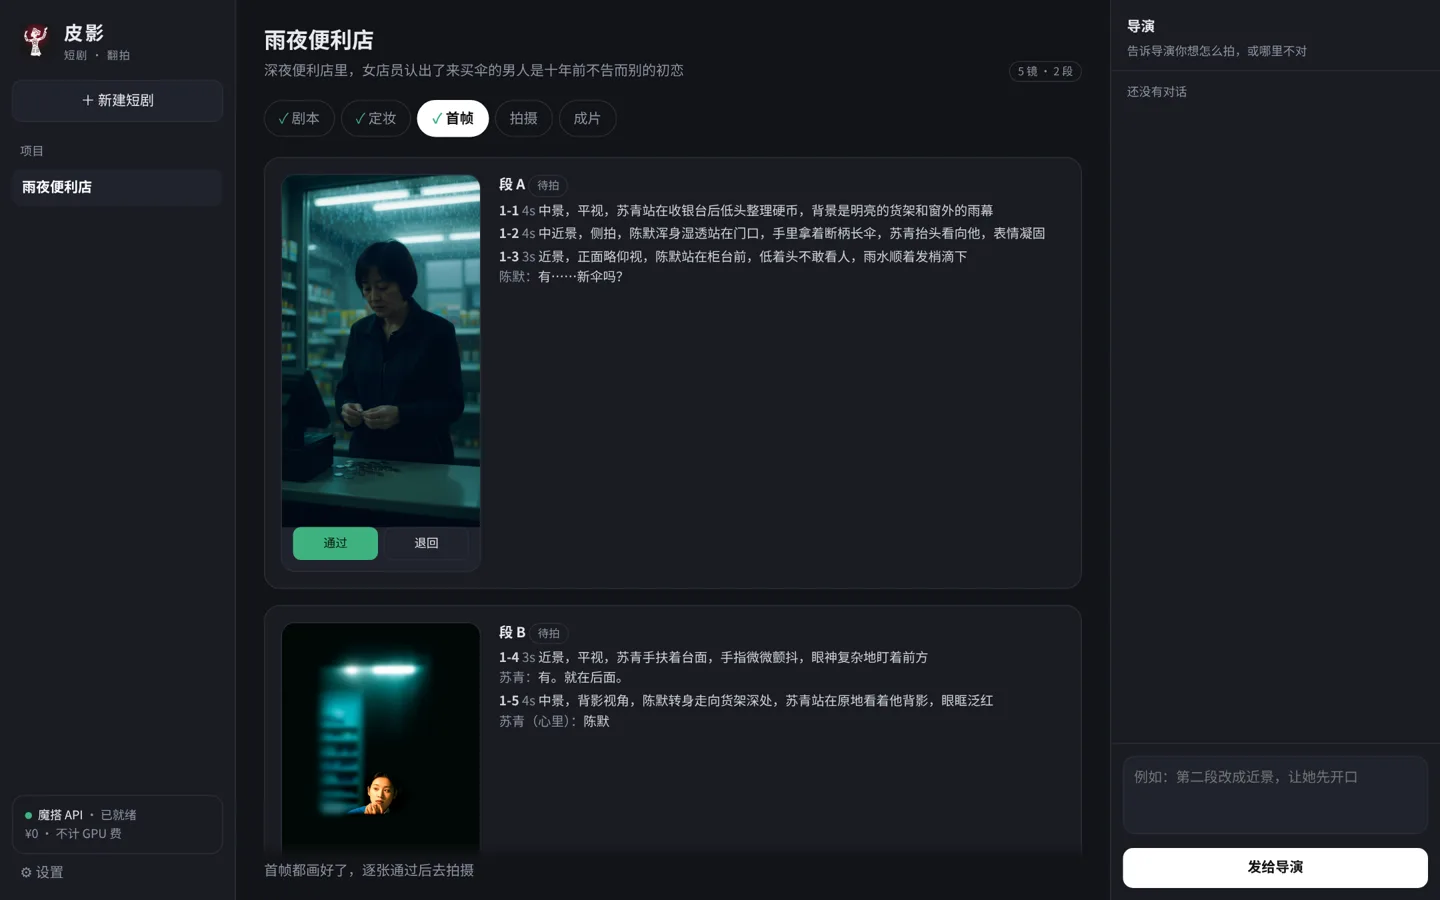 皮影
短剧 · 翻拍
＋ 新建短剧
项目
雨夜便利店
魔搭 API · 已就绪
¥0 · 不计 GPU 费
设置
雨夜便利店
深夜便利店里，女店员认出了来买伞的男人是十年前不告而别的初恋
5 镜 · 2 段
✓剧本
✓定妆
✓首帧
拍摄
成片
段 A 待拍
1-1 4s 中景，平视，苏青站在收银台后低头整理硬币，背景是明亮的货架和窗外的雨幕
1-2 4s 中近景，侧拍，陈默浑身湿透站在门口，手里拿着断柄长伞，苏青抬头看向他，表情凝固
1-3 3s 近景，正面略仰视，陈默站在柜台前，低着头不敢看人，雨水顺着发梢滴下
陈默：有……新伞吗？
通过
退回
段 B 待拍
1-4 3s 近景，平视，苏青手扶着台面，手指微微颤抖，眼神复杂地盯着前方
苏青：有。就在后面。
1-5 4s 中景，背影视角，陈默转身走向货架深处，苏青站在原地看着他背影，眼眶泛红
苏青（心里）：陈默
首帧都画好了，逐张通过后去拍摄
导演
告诉导演你想怎么拍，或哪里不对
还没有对话
例如：第二段改成近景，让她先开口
发给导演